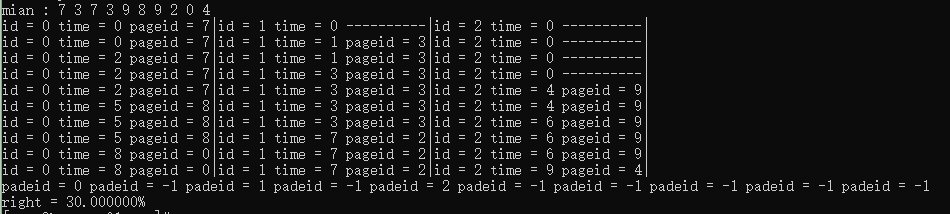 mian : 7 3 7 3 9 8 9 2 0 4
id = 0 time = 0 pageid = 7|id = 1 time = 0 ----------|id = 2 time = 0 ----------|
id = 0 time = 0 pageid = 7|id = 1 time = 1 pageid = 3|id = 2 time = 0 ----------|
id = 0 time = 2 pageid = 7|id = 1 time = 1 pageid = 3|id = 2 time = 0 ----------|
id = 0 time = 2 pageid = 7|id = 1 time = 3 pageid = 3|id = 2 time = 0 ----------|
id = 0 time = 2 pageid = 7|id = 1 time = 3 pageid = 3|id = 2 time = 4 pageid = 9|
id = 0 time = 5 pageid = 8|id = 1 time = 3 pageid = 3|id = 2 time = 4 pageid = 9|
id = 0 time = 5 pageid = 8|id = 1 time = 3 pageid = 3|id = 2 time = 6 pageid = 9|
id = 0 time = 5 pageid = 8|id = 1 time = 7 pageid = 2|id = 2 time = 6 pageid = 9|
id = 0 time = 8 pageid = 0|id = 1 time = 7 pageid = 2|id = 2 time = 6 pageid = 9|
id = 0 time = 8 pageid = 0|id = 1 time = 7 pageid = 2|id = 2 time = 9 pageid = 4|
padeid = 0 padeid = -1 padeid = 1 padeid = -1 padeid = 2 padeid = -1 padeid = -1 padeid = -1 padeid = -1 padeid = -1
right = 30.000000%